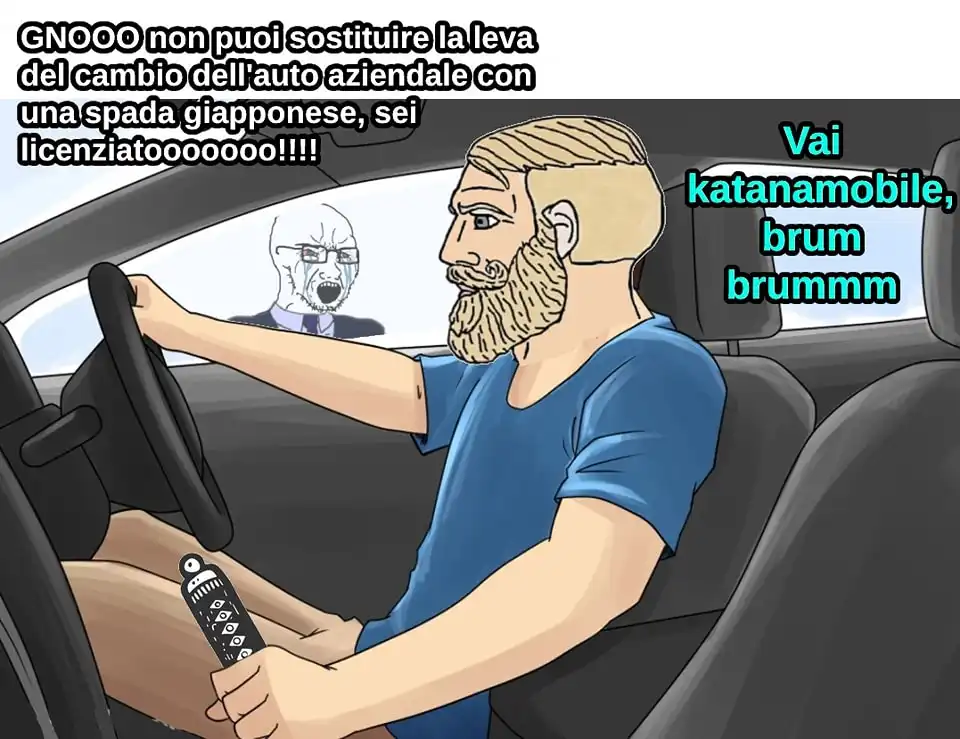 GNOOO non puoi sostituire la leva
del cambio dell'auto aziendale con
una spada giapponese, sei
licenziatooooooo!!!!
Vai
katanamobile,
brum
brummm